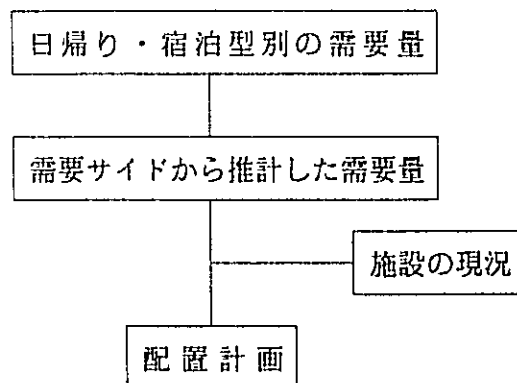 日帰り・宿泊型別の需要量
需要サイドから推計した需要量
施設の現況
配置計画